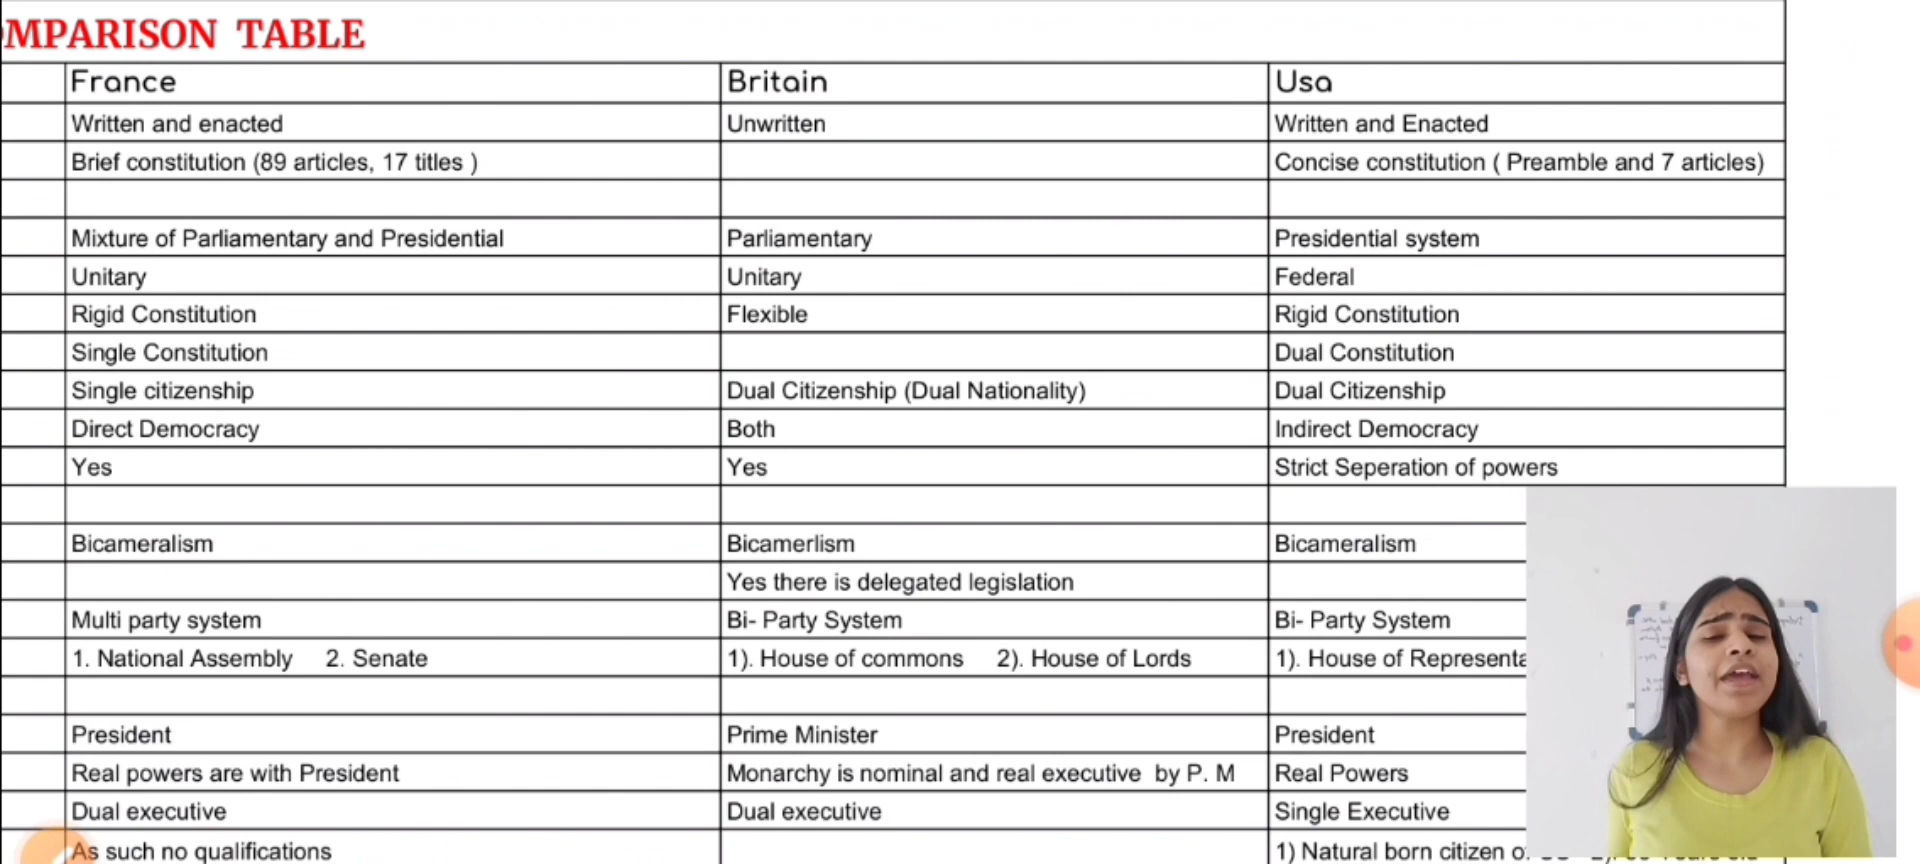 MPARISON TABLE
France Britain Usa
Written and enacted Unwritten Written and Enacted
Brief constitution (89 articles, 17 titles ) Concise constitution ( Preamble and 7 articles)
Mixture of Parliamentary and Presidential Parliamentary Presidential system
Unitary Unitary Federal
Rigid Constitution Flexible Rigid Constitution
Single Constitution Dual Constitution
Single citizenship Dual Citizenship (Dual Nationality) Dual Citizenship
Direct Democracy Both Indirect Democracy
Yes Yes Strict Seperation of powers
Bicameralism Bicamerlism Bicameralism
Yes there is delegated legislation
Multi party system Bi- Party System Bi- Party System
1. National Assembly 2. Senate 1). House of commons 2). House of Lords 1). House of Representa
President Prime Minister President
Real powers are with President Monarchy is nominal and real executive by P. M Real Powers
Dual executive Dual executive Single Executive
As such no qualifications 1) Natural born citizen o